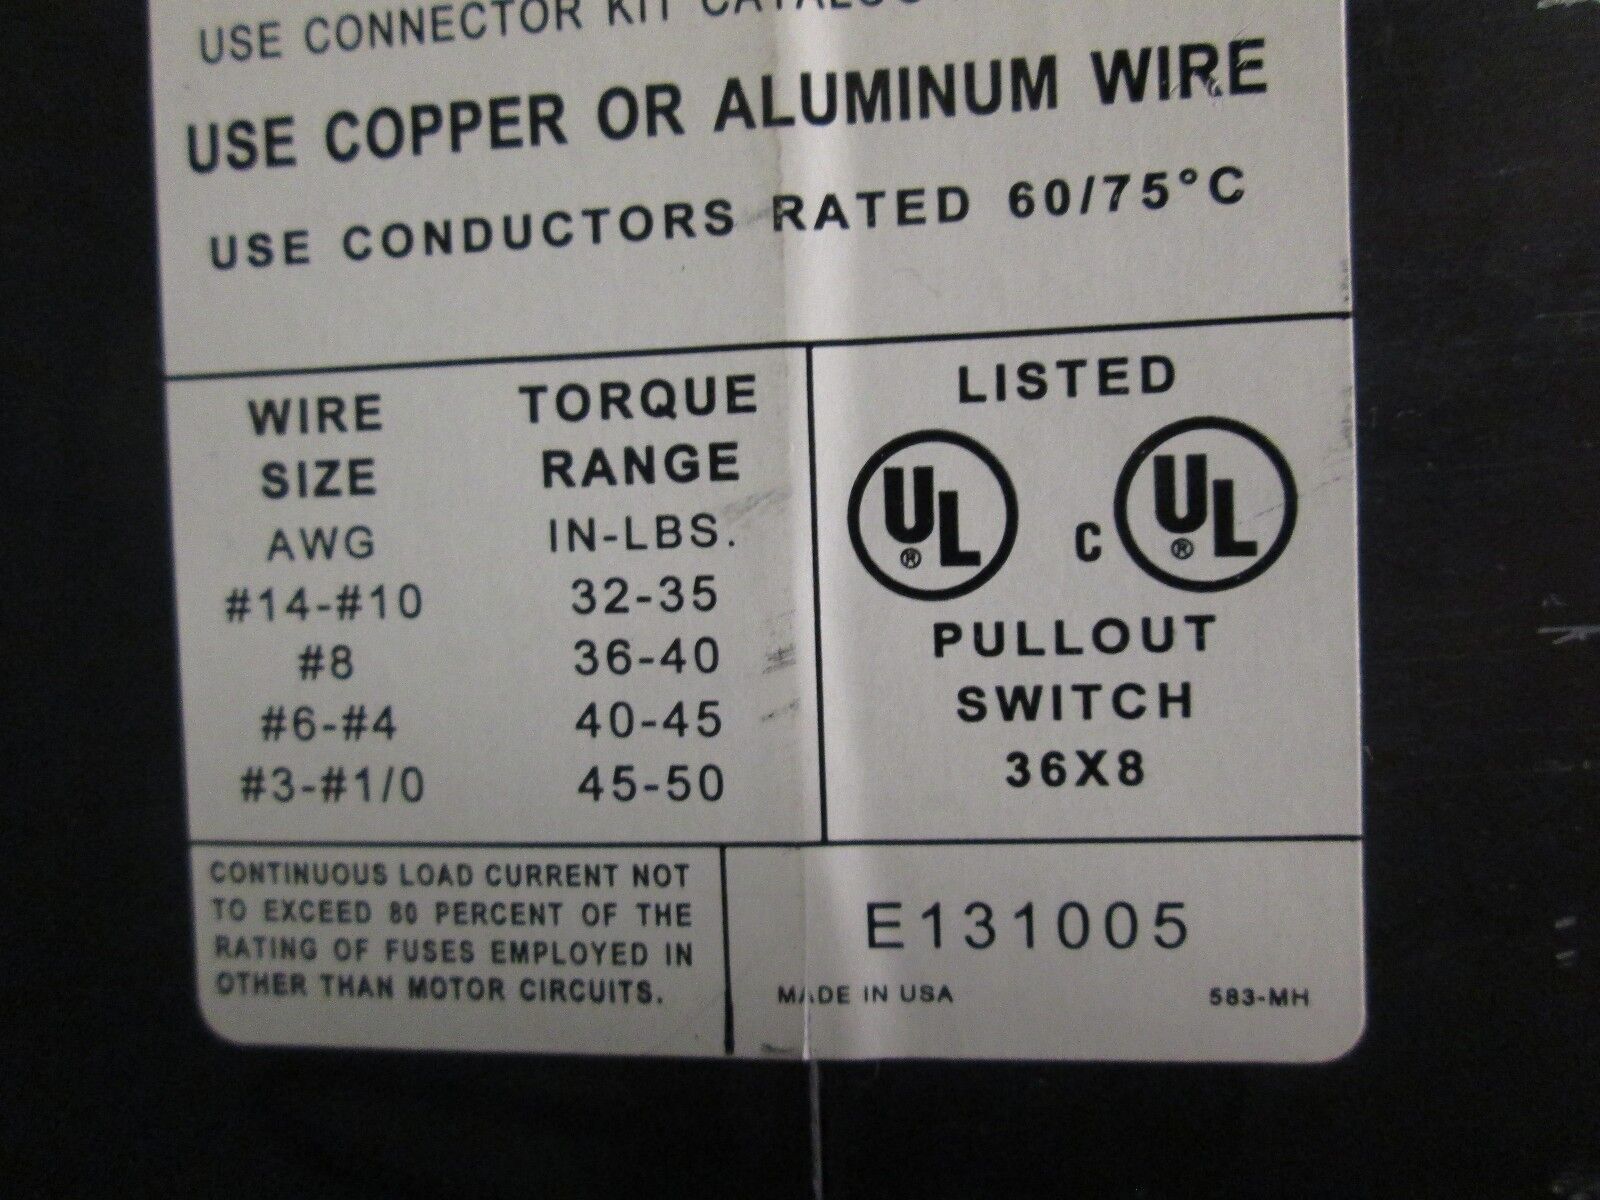 USE CONNECTOR KIT
USE COPPER OR ALUMINUM WIRE
USE CONDUCTORS RATED 60/75°C
WIRE SIZE
AWG
#14-#10
#8
#6-#4
#3-#1/0
TORQUE
RANGE
IN-LBS.
32-35
36-40
40-45
45-50
LISTED
UL® C UL®
PULLOUT
SWITCH
36X8
CONTINUOUS LOAD CURRENT NOT
TO EXCEED 80 PERCENT OF THE
RATING OF FUSES EMPLOYED IN
OTHER THAN MOTOR CIRCUITS.
E131005
MADE IN USA
583-MH